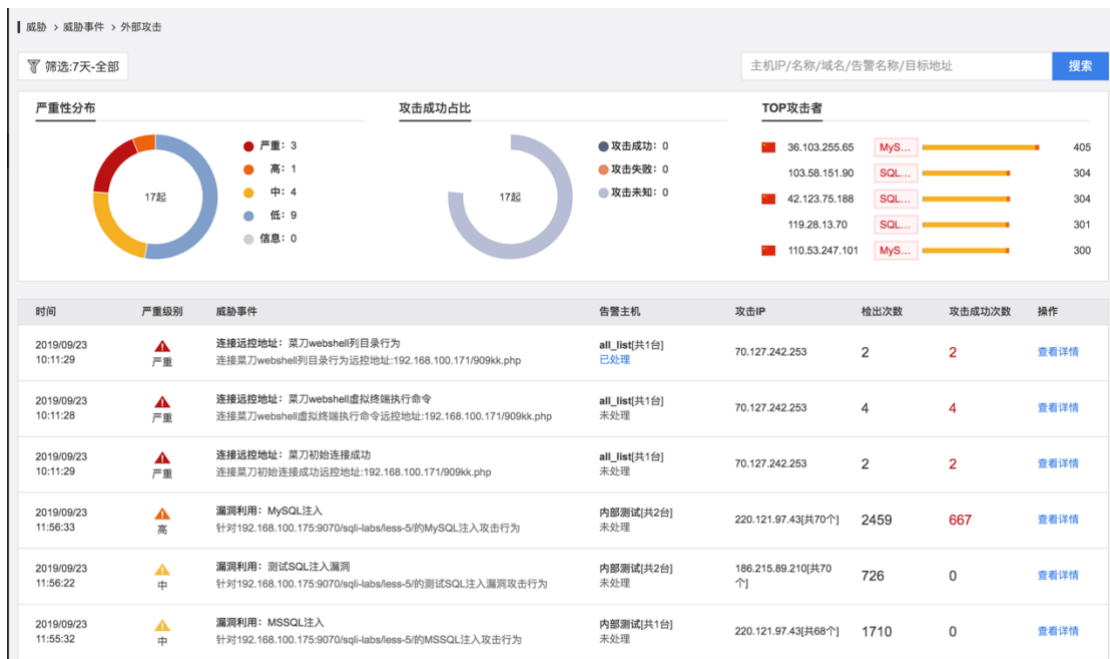 威胁 > 威胁事件 > 外部攻击
筛选:7天-全部
主机IP/名称/域名/告警名称/目标地址
搜索
严重性分布
17起
严重: 3
高: 1
中: 4
低: 9
信息: 0
攻击成功占比
17起
攻击成功: 0
攻击失败: 0
攻击未知: 0
TOP攻击者
36.103.255.65 MyS... 405
103.58.151.90 SQL... 304
42.123.75.188 SQL... 304
119.28.13.70 SQL... 301
110.53.247.101 MyS... 300
时间 严重级别 威胁事件 告警主机 攻击IP 检出次数 攻击成功次数 操作
2019/09/23 连接远控地址: 菜刀webshell列目录行为 all_list[共1台]
10:11:29 严重 连接菜刀webshell列目录行为远控地址:192.168.100.171/909kk.php 已处理 70.127.242.253 2 2 查看详情
2019/09/23 连接远控地址: 菜刀webshell虚拟终端执行命令 all_list[共1台]
10:11:28 严重 连接菜刀webshell虚拟终端执行命令远控地址:192.168.100.171/909kk.php 未处理 70.127.242.253 4 4 查看详情
2019/09/23 连接远控地址: 菜刀初始连接成功 all_list[共1台]
10:11:29 严重 连接菜刀初始连接成功远控地址:192.168.100.171/909kk.php 未处理 70.127.242.253 2 2 查看详情
2019/09/23 漏洞利用: MySQL注入 内部测试[共2台]
11:56:33 高 针对192.168.100.175:9070/sqli-labs/less-5/的MySQL注入攻击行为 未处理 220.121.97.43[共70个] 2459 667 查看详情
2019/09/23 漏洞利用: 测试SQL注入漏洞 内部测试[共2台] 186.215.89.210[共70
11:56:22 中 针对192.168.100.175:9070/sqli-labs/less-5/的测试SQL注入漏洞攻击行为 未处理 个] 726 0 查看详情
2019/09/23 漏洞利用: MSSQL注入 内部测试[共1台]
11:55:32 中 针对192.168.100.175:9070/sqli-labs/less-5/的MSSQL注入攻击行为 未处理 220.121.97.43[共68个] 1710 0 查看详情